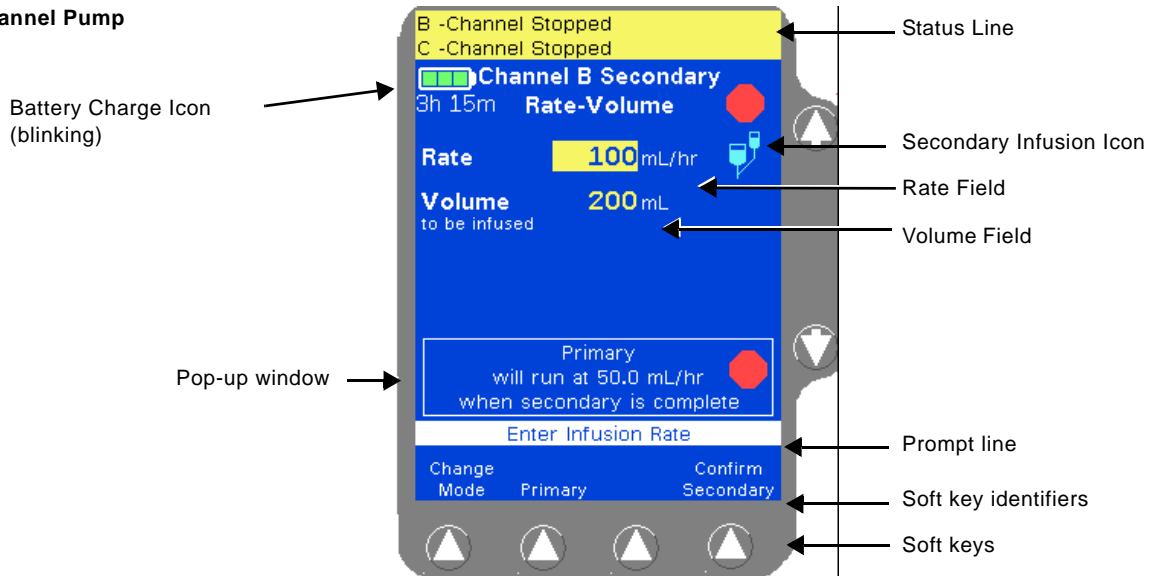 annel Pump
B -Channel Stopped
C -Channel Stopped
Status Line
Channel B Secondary
3h 15m Rate-Volume
Battery Charge Icon
(blinking)
Secondary Infusion Icon
Rate 100 mL/hr
Rate Field
Volume 200 mL
to be infused
Volume Field
Primary
will run at 50.0 mL/hr
when secondary is complete
Pop-up window
Enter Infusion Rate
Prompt line
Change
Mode
Primary
Confirm
Secondary
Soft key identifiers
Soft keys